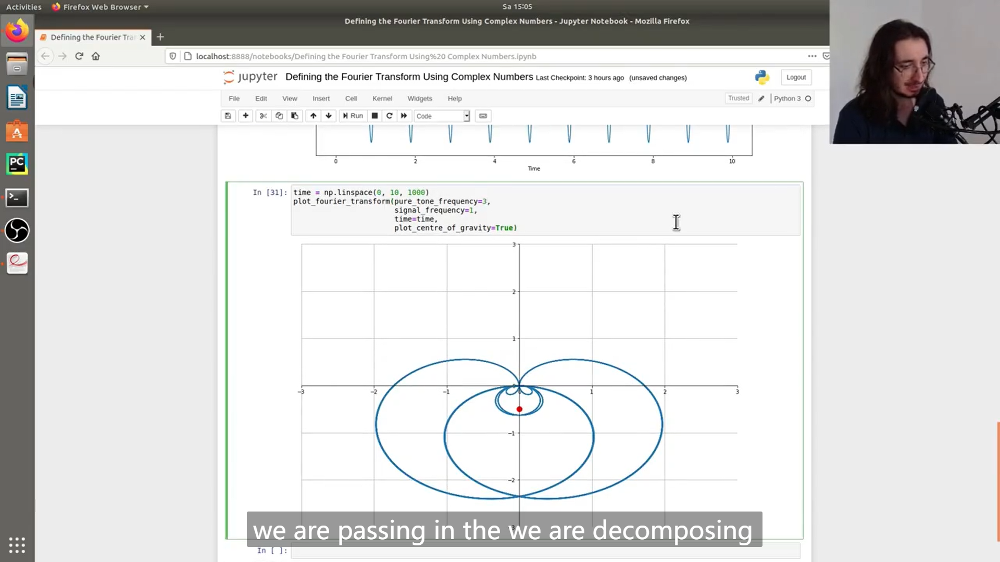 Activities
Firefox Web Browser
Sa 15:05
Defining the Fourier Transform Using Complex Numbers - Jupyter Notebook - Mozilla Firefox
Defining the Fourier Tra
localhost:8888/notebooks/Defining the Fourier Transform Using%20 Complex Numbers.ipynb
jupyter
Defining the Fourier Transform Using Complex Numbers Last Checkpoint: 3 hours ago (unsaved changes)
Logout
File Edit View Insert Cell Kernel Widgets Help
Trusted
Python 3
Run
Code
0 2 4 6 8 10
Time
In [31]:
time = np.linspace(0, 10, 1000)
plot_fourier_transform(pure_tone_frequency=3,
signal_frequency=1,
time=time,
plot_centre_of_gravity=True)
3
2
1
-3 -2 -1 0 1 2 3
-1
-2
we are passing in the we are decomposing
In [ ]:
PC